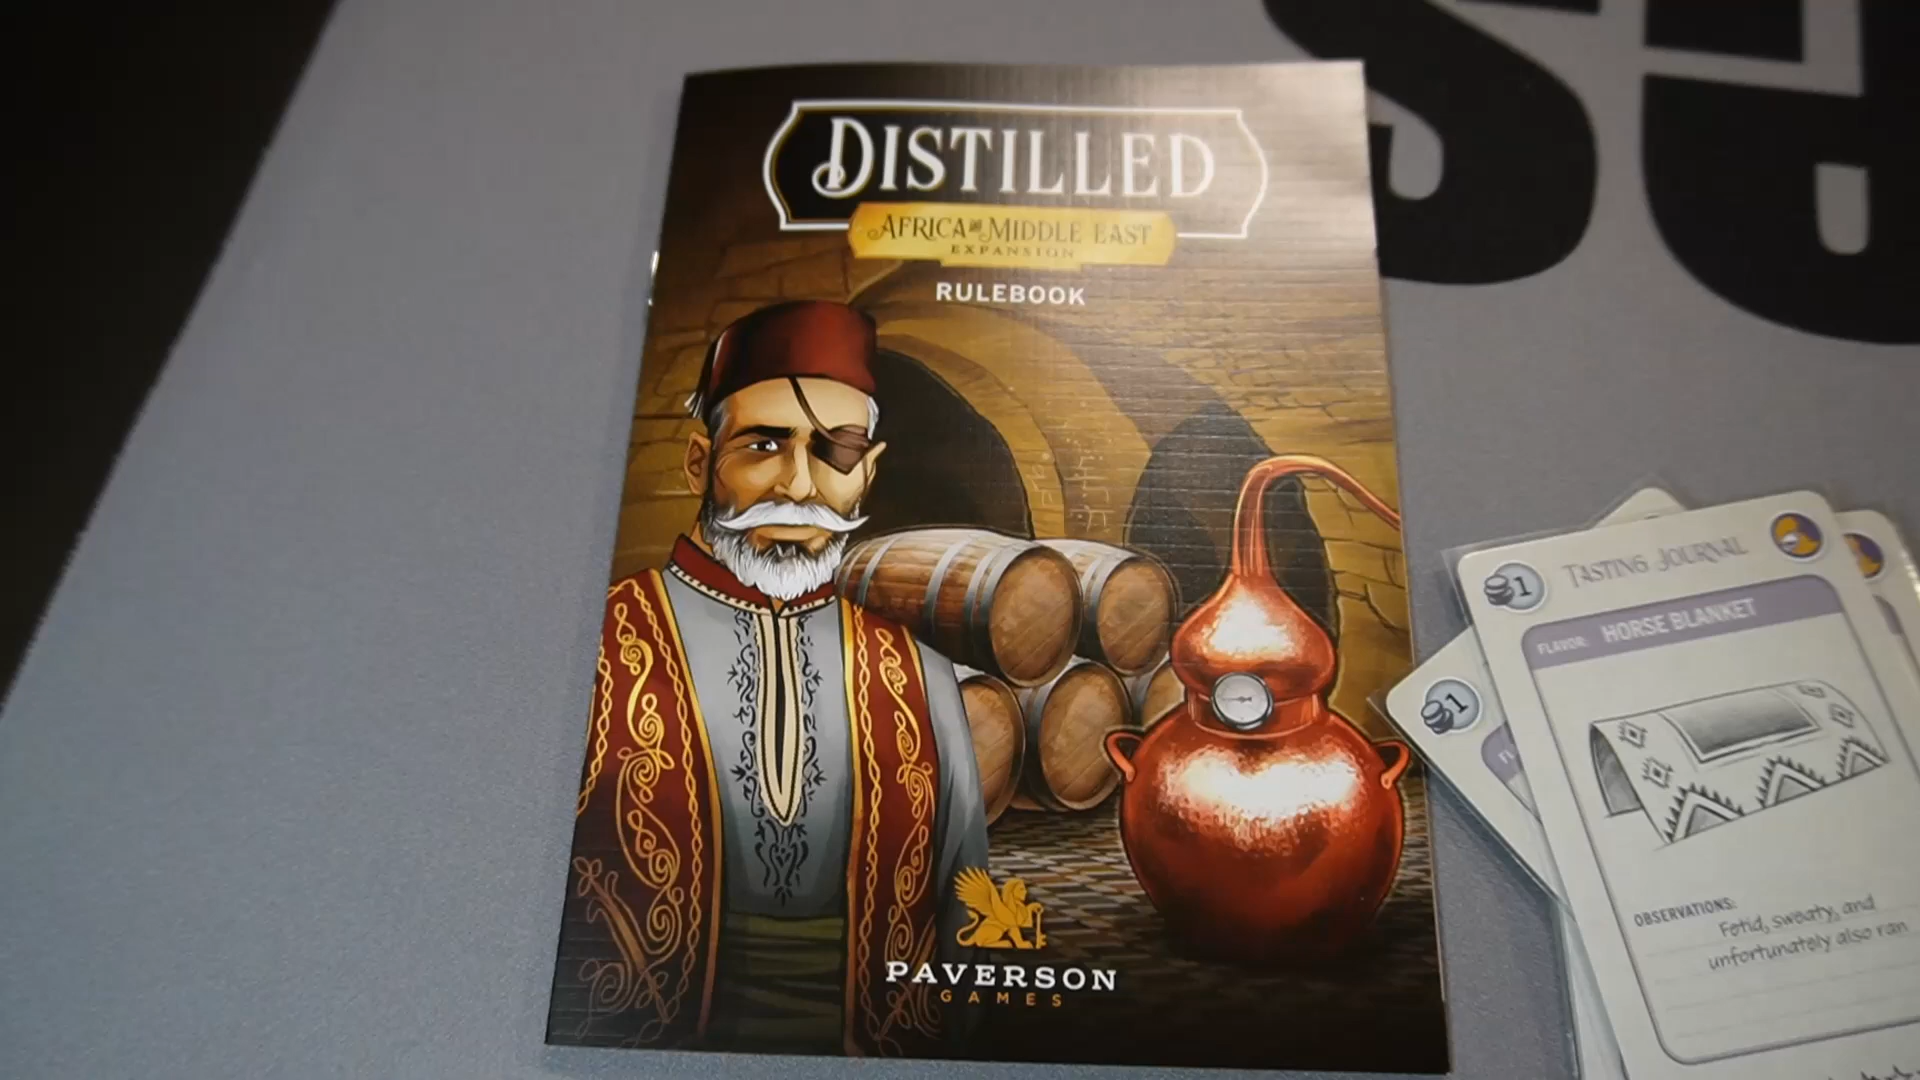 DISTILLED
AFRICA AND MIDDLE EAST
EXPANSION
RULEBOOK
PAVERSON
GAMES
1
TASTING JOURNAL
FLAVOR: HORSE BLANKET
OBSERVATIONS:
Fetid, sweaty, and
unfortunately also ran
1